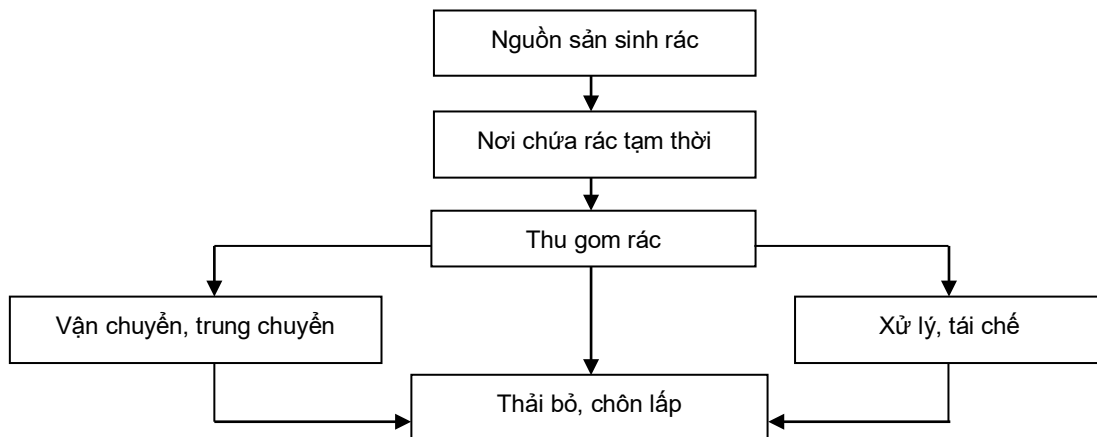 Nguồn sản sinh rác
Nơi chứa rác tạm thời
Thu gom rác
Vận chuyển, trung chuyển
Xử lý, tái chế
Thải bỏ, chôn lấp